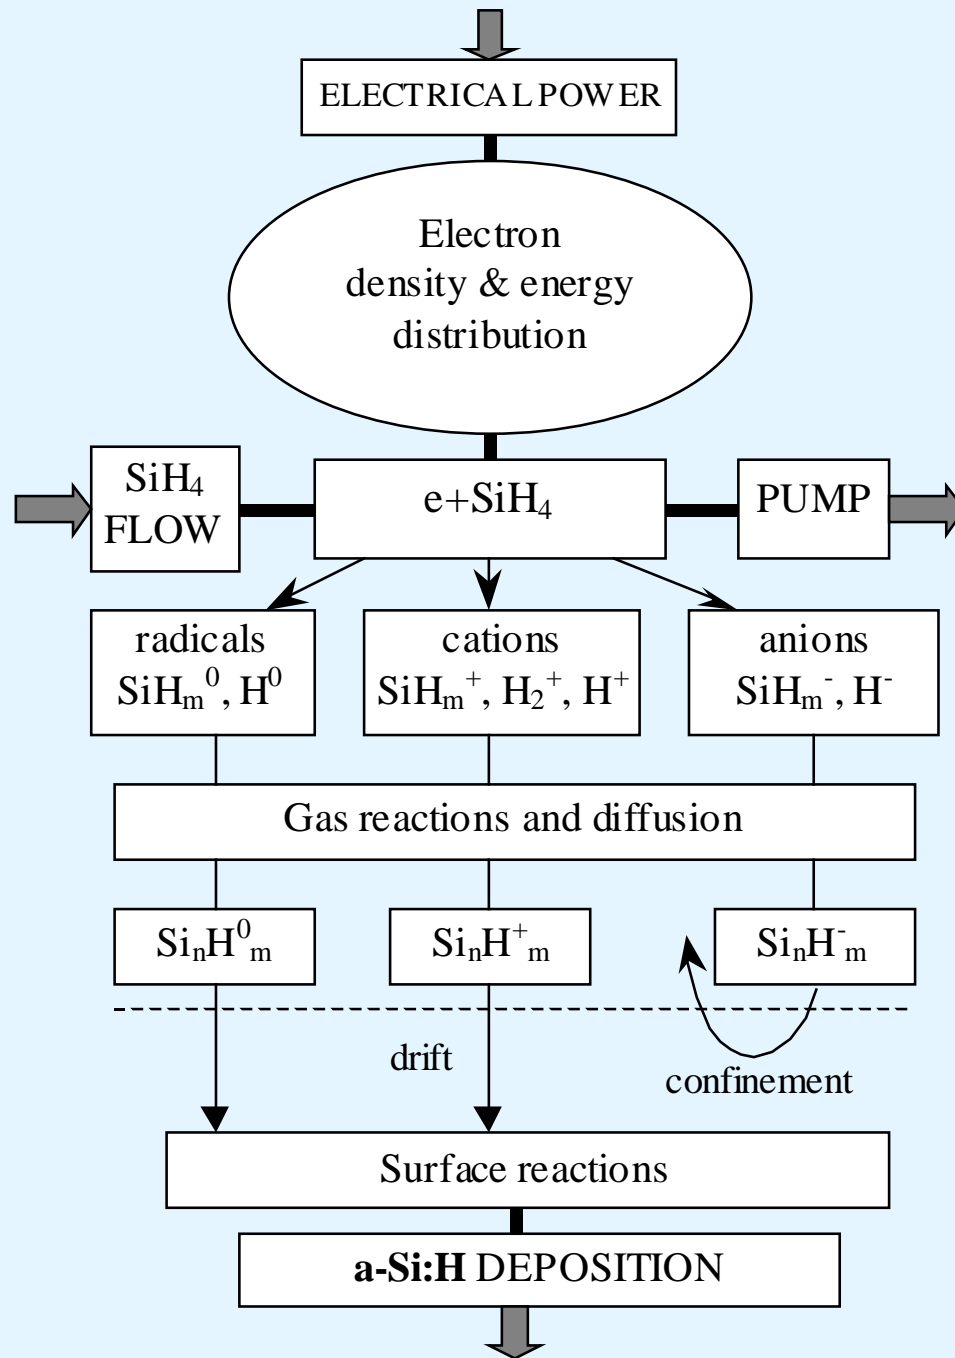 ELECTRICAL POWER
Electron
density & energy
distribution
SiH₄
FLOW
e+SiH₄
PUMP
radicals
SiHₘ⁰, H⁰
cations
SiHₘ⁺, H₂⁺, H⁺
anions
SiHₘ⁻, H⁻
Gas reactions and diffusion
SiₙH⁰ₘ
SiₙH⁺ₘ
SiₙH⁻ₘ
drift
confinement
Surface reactions
a-Si:H DEPOSITION